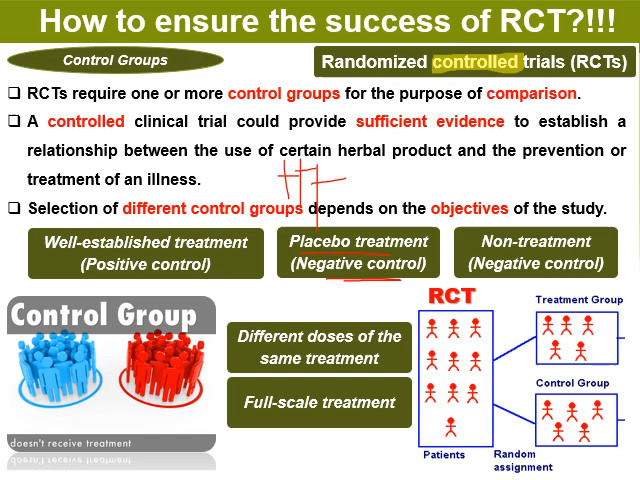 How to ensure the success of RCT?!!!
Control Groups
Randomized controlled trials (RCTs)
❑ RCTs require one or more control groups for the purpose of comparison.
❑ A controlled clinical trial could provide sufficient evidence to establish a
relationship between the use of certain herbal product and the prevention or
treatment of an illness.
❑ Selection of different control groups depends on the objectives of the study.
Well-established treatment
(Positive control)
Placebo treatment
(Negative control)
Non-treatment
(Negative control)
Control Group
doesn't receive treatment
Different doses of the
same treatment
Full-scale treatment
RCT
Treatment Group
Control Group
Patients
Random
assignment